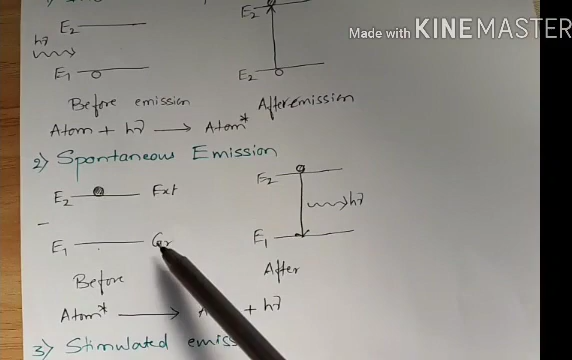 E₂
E₂
Made with KINEMASTER
hν
E₁
E₂
Before emission
After emission
Atom + hν → Atom*
2) Spontaneous Emission
E₂ Ext
E₂
hν
E₁ Gr
E₁
Before
After
Atom* → + hν
3) Stimulated